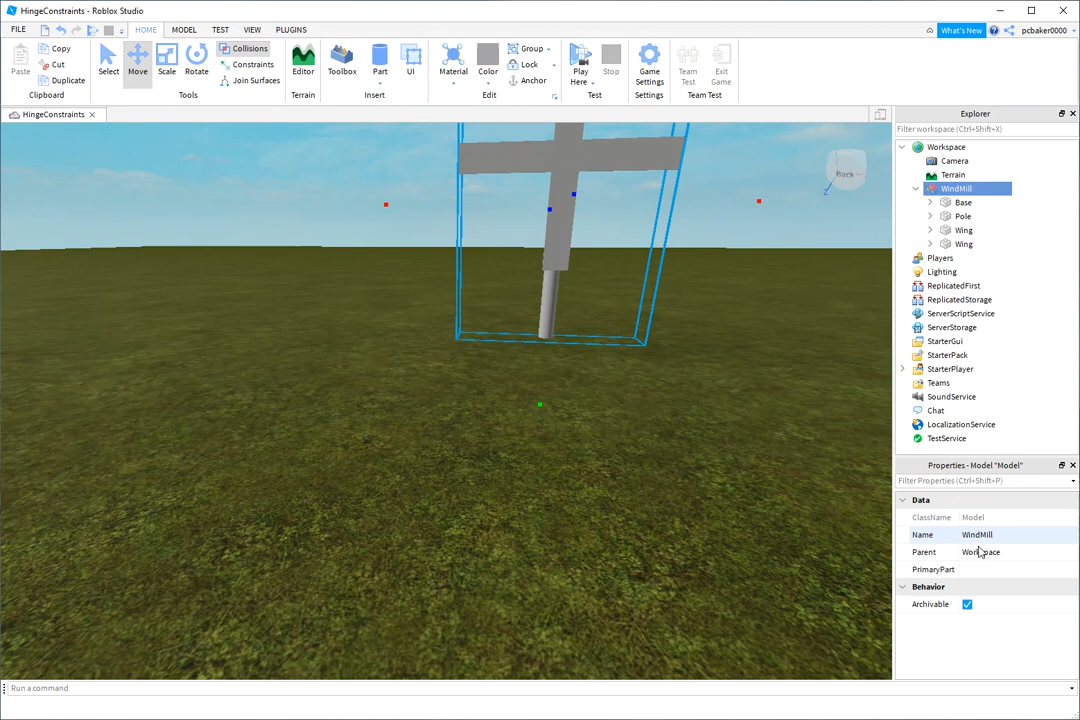 HingeConstraints - Roblox Studio
FILE HOME MODEL TEST VIEW PLUGINS What's New pcbaker0000
Paste Copy Cut Duplicate Clipboard
Select Move Scale Rotate Collisions Constraints Join Surfaces Tools
Editor Terrain
Toolbox Part UI Insert
Material Color Group Lock Anchor Edit
Play Here Stop Test
Game Settings Settings
Team Test Exit Game Team Test
HingeConstraints
Back
Explorer
Filter workspace (Ctrl+Shift+X)
Workspace
Camera
Terrain
WindMill
Base
Pole
Wing
Wing
Players
Lighting
ReplicatedFirst
ReplicatedStorage
ServerScriptService
ServerStorage
StarterGui
StarterPack
StarterPlayer
Teams
SoundService
Chat
LocalizationService
TestService
Properties - Model "Model"
Filter Properties (Ctrl+Shift+P)
Data
ClassName Model
Name WindMill
Parent Workspace
PrimaryPart
Behavior
Archivable
Run a command